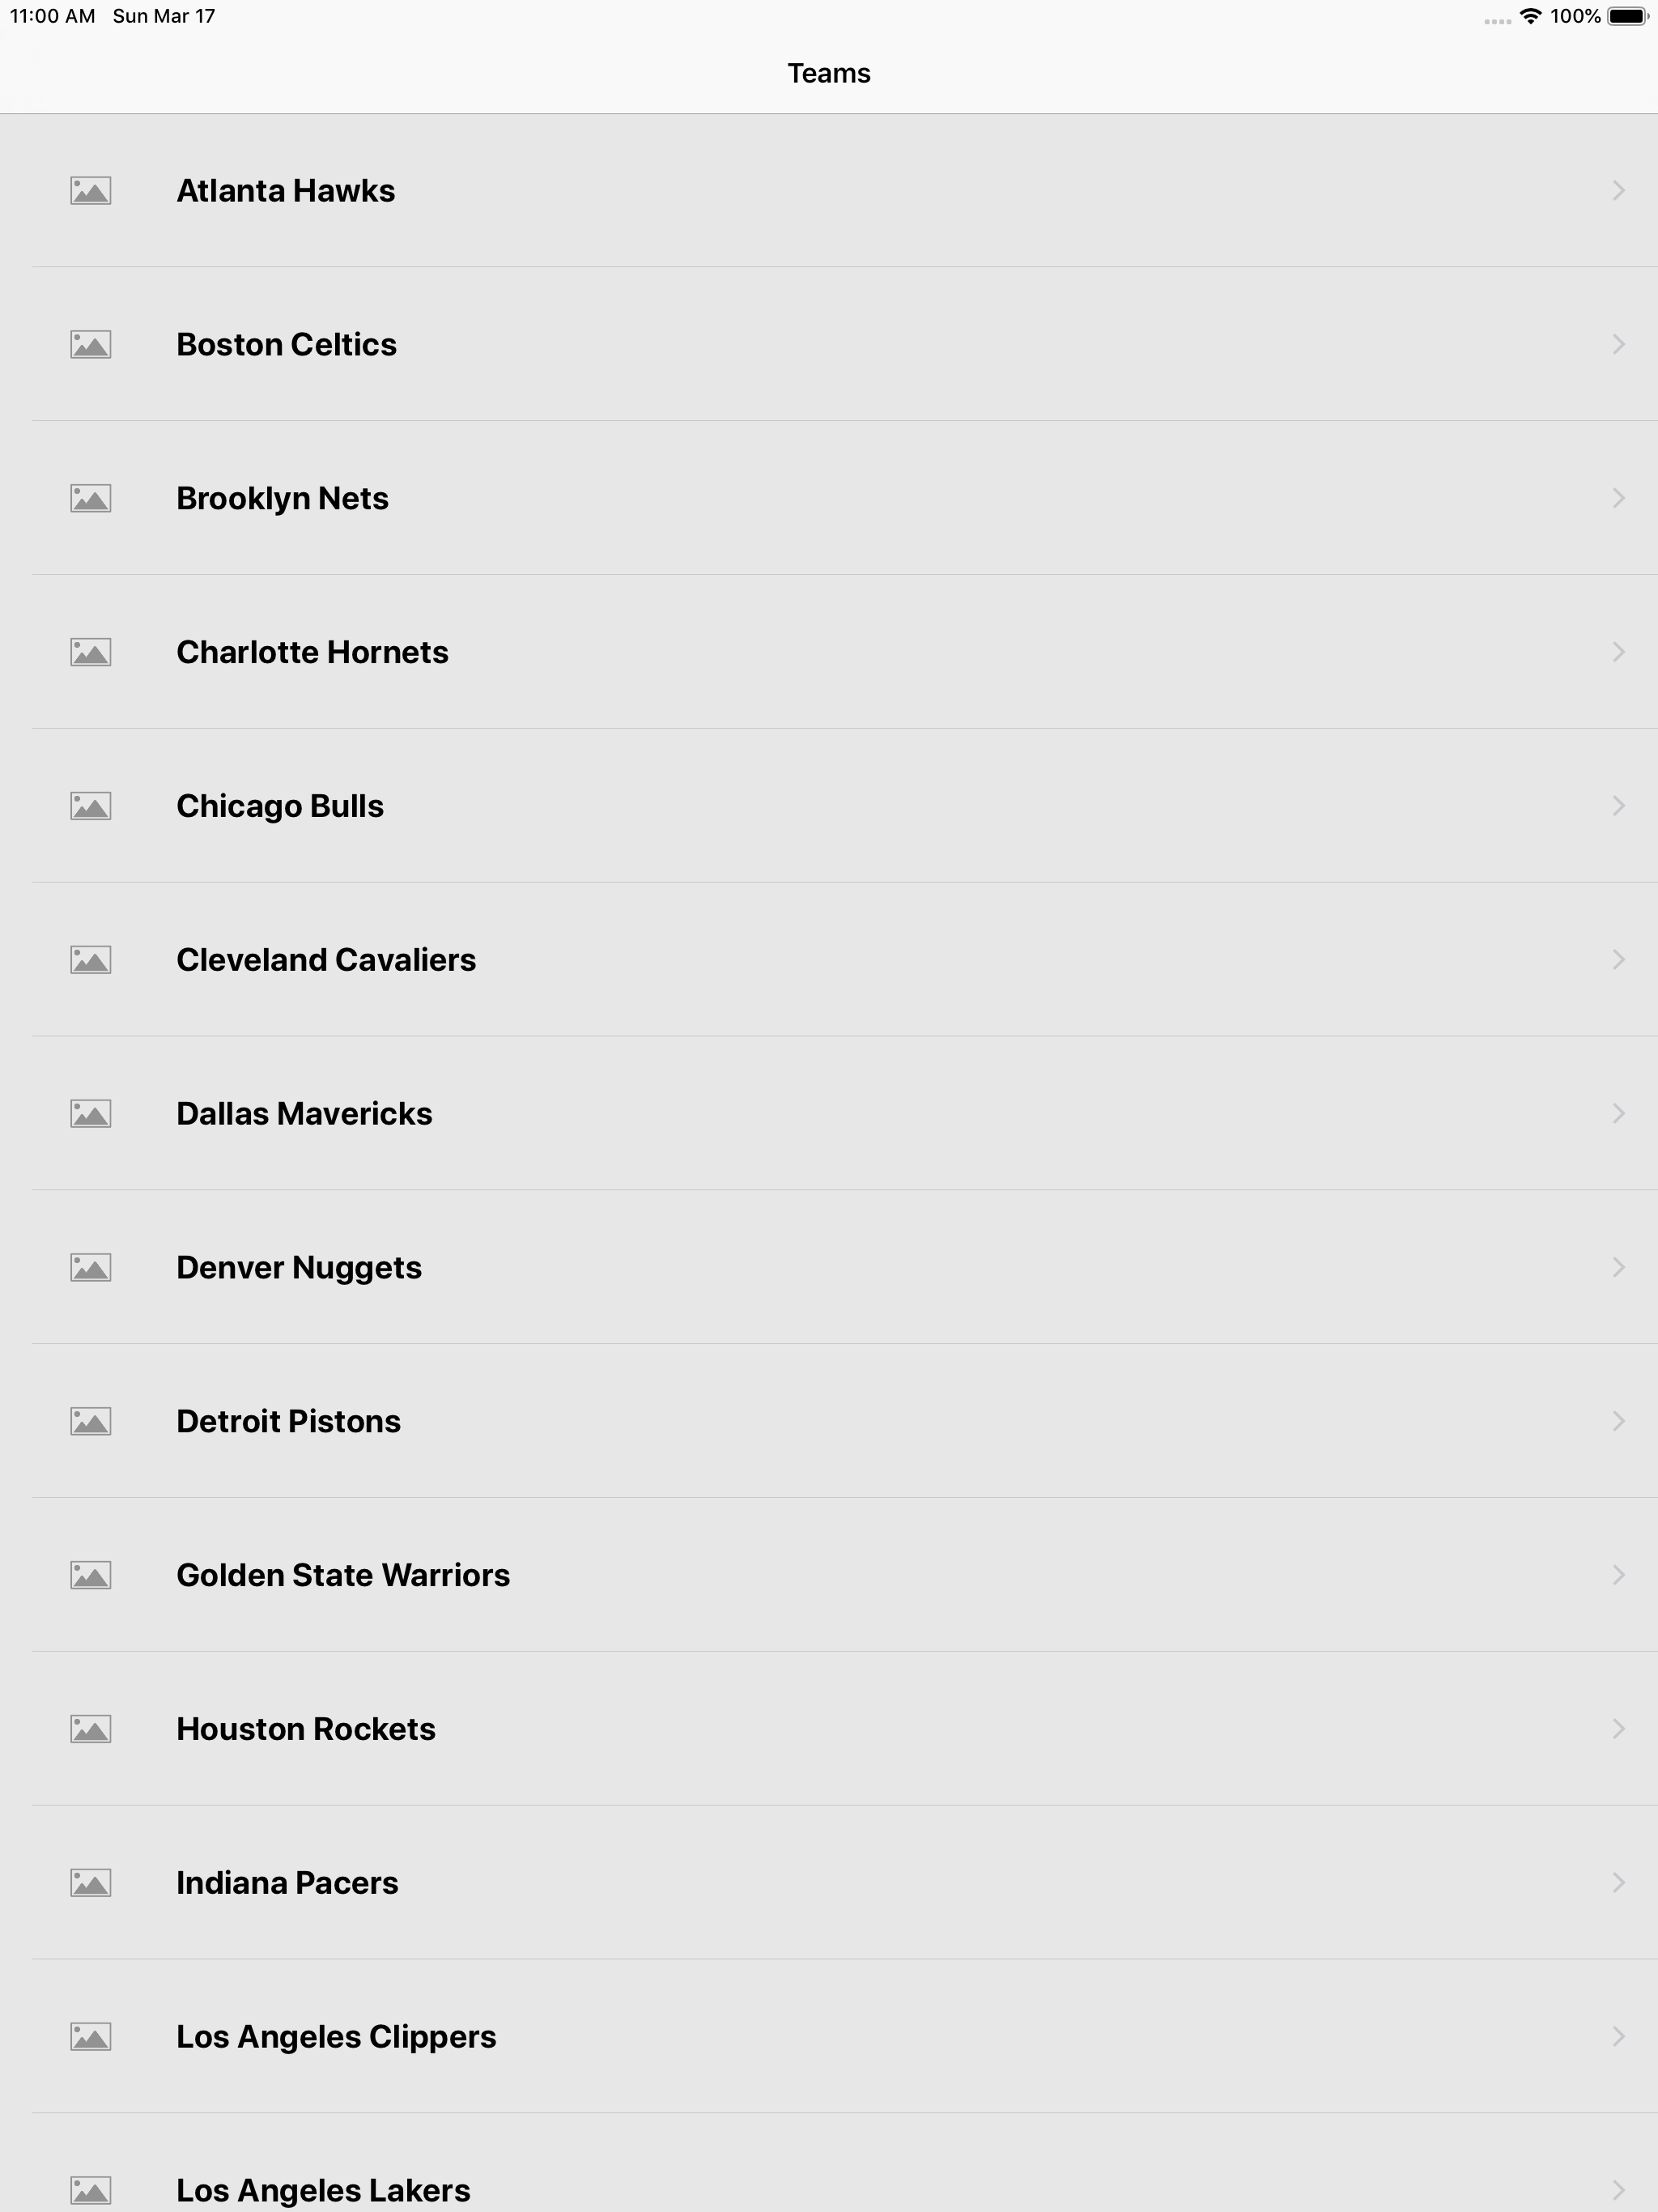 11:00 AM Sun Mar 17 100%
Teams
Atlanta Hawks
Boston Celtics
Brooklyn Nets
Charlotte Hornets
Chicago Bulls
Cleveland Cavaliers
Dallas Mavericks
Denver Nuggets
Detroit Pistons
Golden State Warriors
Houston Rockets
Indiana Pacers
Los Angeles Clippers
Los Angeles Lakers